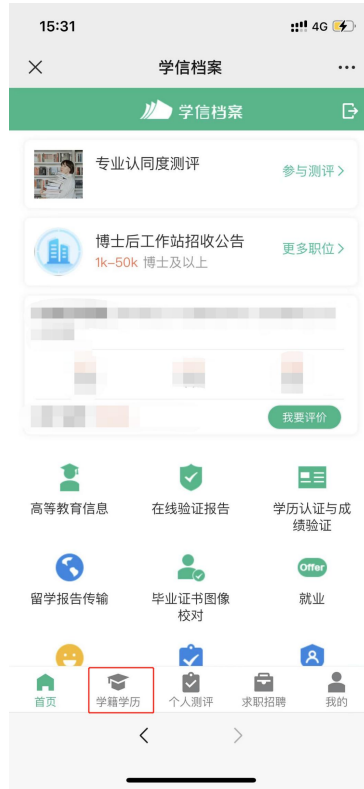 15:31
4G
学信档案
学信档案
专业认同度测评
参与测评
博士后工作站招收公告
1k-50k 博士及以上
更多职位
我要评价
高等教育信息
在线验证报告
学历认证与成
绩验证
Offer
留学报告传输
毕业证书图像
校对
就业
首页
学籍学历
个人测评
求职招聘
我的